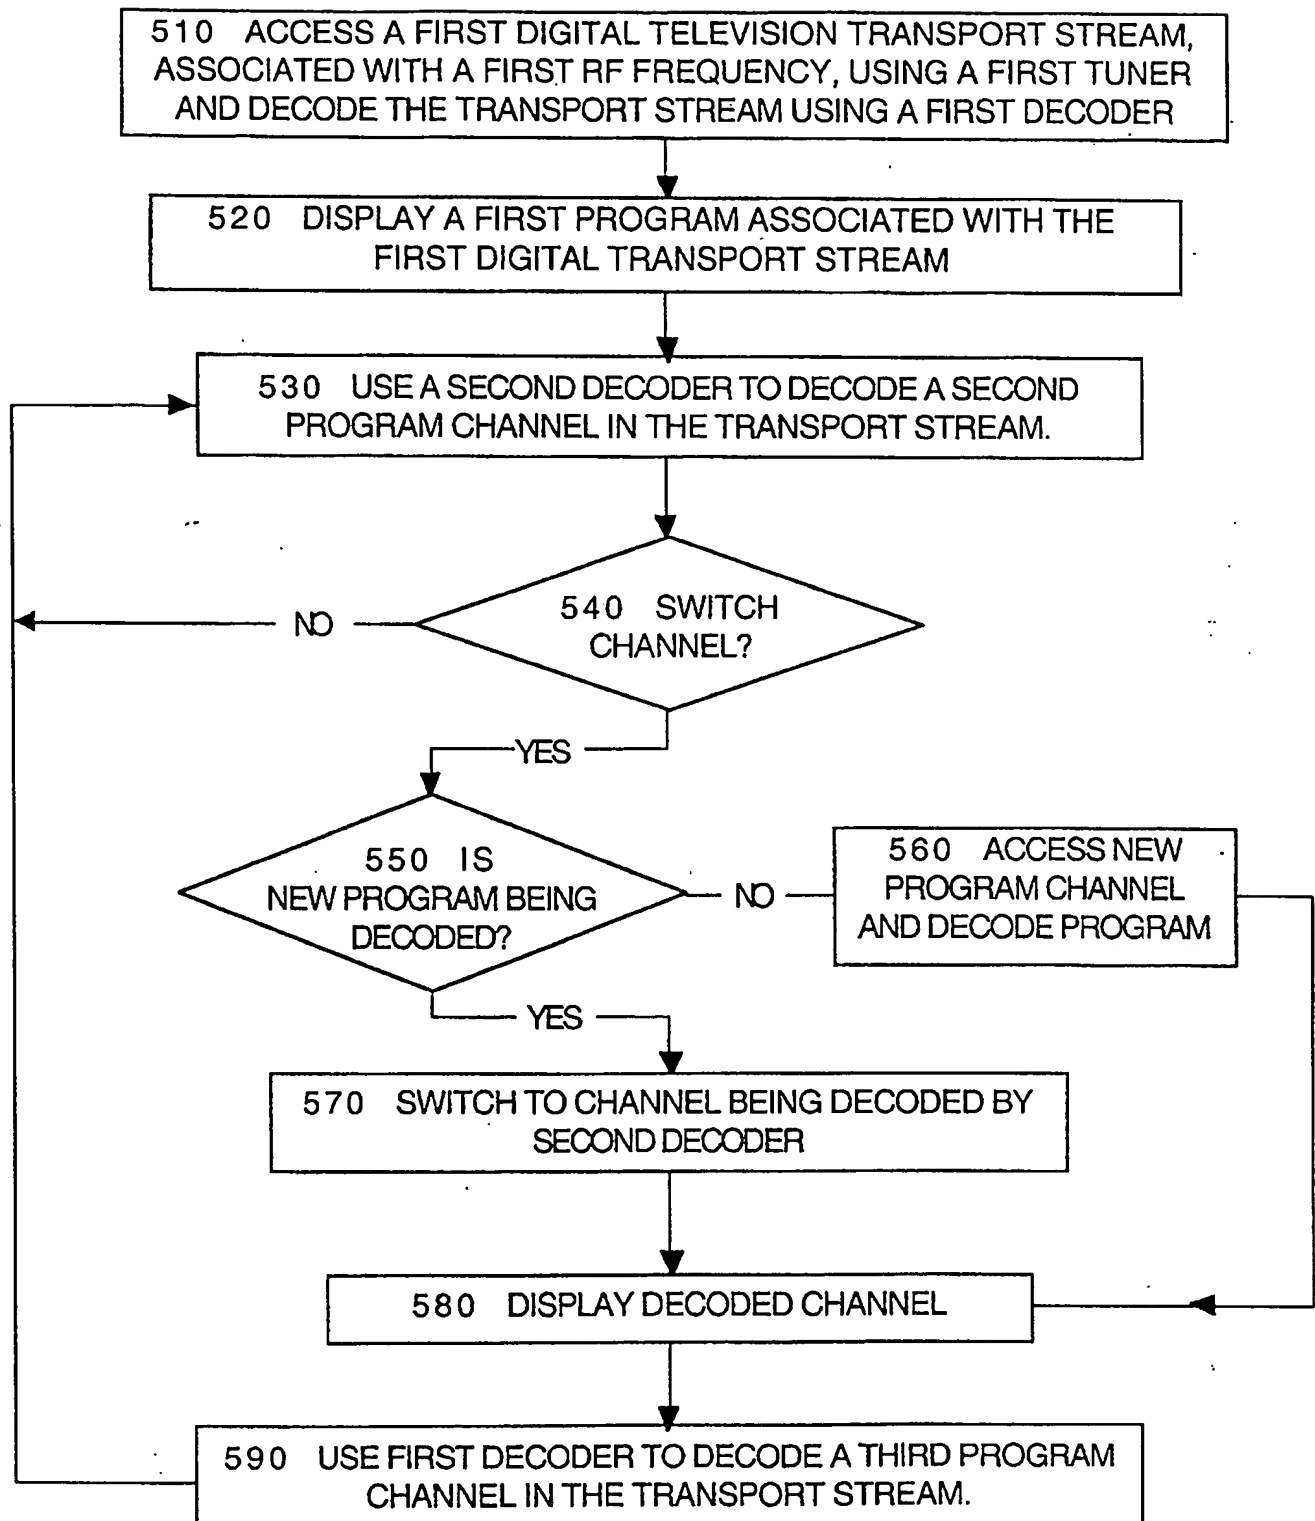 510 ACCESS A FIRST DIGITAL TELEVISION TRANSPORT STREAM,
ASSOCIATED WITH A FIRST RF FREQUENCY, USING A FIRST TUNER
AND DECODE THE TRANSPORT STREAM USING A FIRST DECODER
520 DISPLAY A FIRST PROGRAM ASSOCIATED WITH THE
FIRST DIGITAL TRANSPORT STREAM
530 USE A SECOND DECODER TO DECODE A SECOND
PROGRAM CHANNEL IN THE TRANSPORT STREAM.
540 SWITCH
CHANNEL?
NO
YES
550 IS
NEW PROGRAM BEING
DECODED?
NO
560 ACCESS NEW
PROGRAM CHANNEL
AND DECODE PROGRAM
YES
570 SWITCH TO CHANNEL BEING DECODED BY
SECOND DECODER
580 DISPLAY DECODED CHANNEL
590 USE FIRST DECODER TO DECODE A THIRD PROGRAM
CHANNEL IN THE TRANSPORT STREAM.